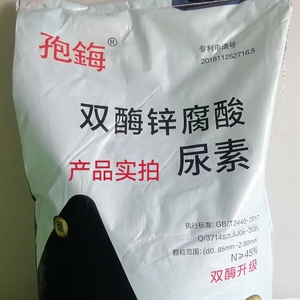 孢鋂®
专利申请号
201811252716.5
双酶锌腐酸
产品实拍
尿素
执行标准: GB/T2440-2017
颗粒范围: (d0.85mm-2.80mm)
N≥45%
双酶升级